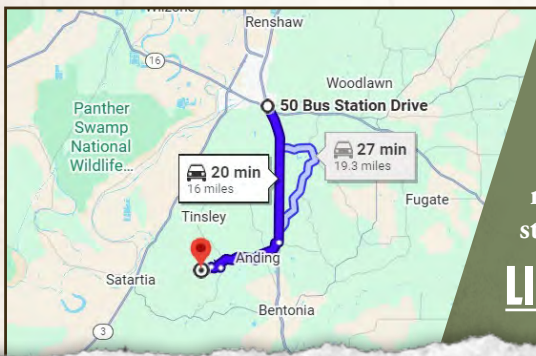 Renshaw
16
Woodlawn
50 Bus Station Drive
Panther
Swamp
National
Wildlife...
27 min
19.3 miles
20 min
16 miles
Fugate
Tinsley
Anding
Satartia
Bentonia
3
LI